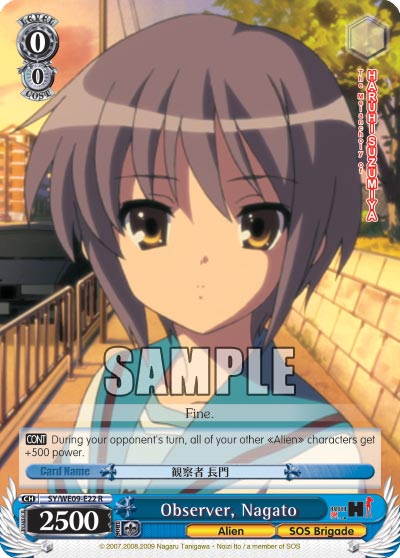 LEVEL
0
0
COST
The Melancholy of
HARUHI SUZUMIYA
SAMPLE
Fine.
CONT During your opponent's turn, all of your other «Alien» characters get
+500 power.
Card Name
観察者 長門
CH SY/WE09-E22 R
2500
Observer, Nagato
Alien
SOS Brigade
© 2007,2008,2009 Nagaru Tanigawa • Noizi Ito / a member of SOS